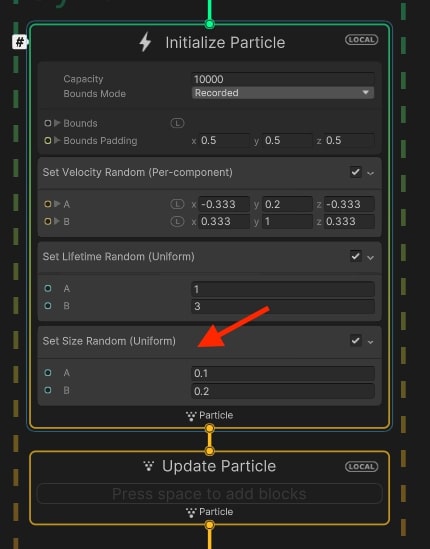 #
Initialize Particle
LOCAL
Capacity 10000
Bounds Mode Recorded
Bounds L
Bounds Padding x 0.5 y 0.5 z 0.5
Set Velocity Random (Per-component)
A L x -0.333 y 0.2 z -0.333
B L x 0.333 y 1 z 0.333
Set Lifetime Random (Uniform)
A 1
B 3
Set Size Random (Uniform)
A 0.1
B 0.2
Particle
Update Particle
LOCAL
Press space to add blocks
Particle